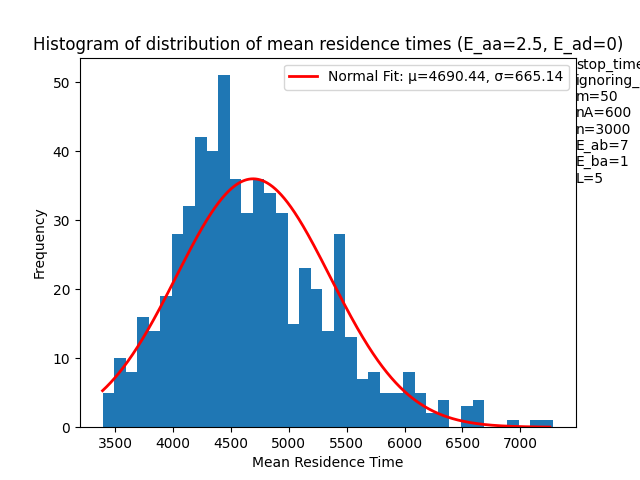 Histogram of distribution of mean residence times (E_aa=2.5, E_ad=0)
Normal Fit: μ=4690.44, σ=665.14
stop_time
ignoring_
m=50
nA=600
n=3000
E_ab=7
E_ba=1
L=5
Frequency
50
40
30
20
10
0
3500 4000 4500 5000 5500 6000 6500 7000
Mean Residence Time